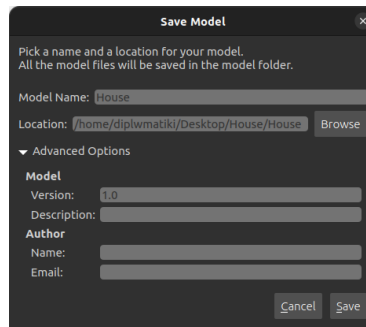 Save Model
Pick a name and a location for your model.
All the model files will be saved in the model folder.
Model Name: House
Location: /home/diplwmatiki/Desktop/House/House Browse
Advanced Options
Model
Version: 1.0
Description:
Author
Name:
Email:
Cancel Save